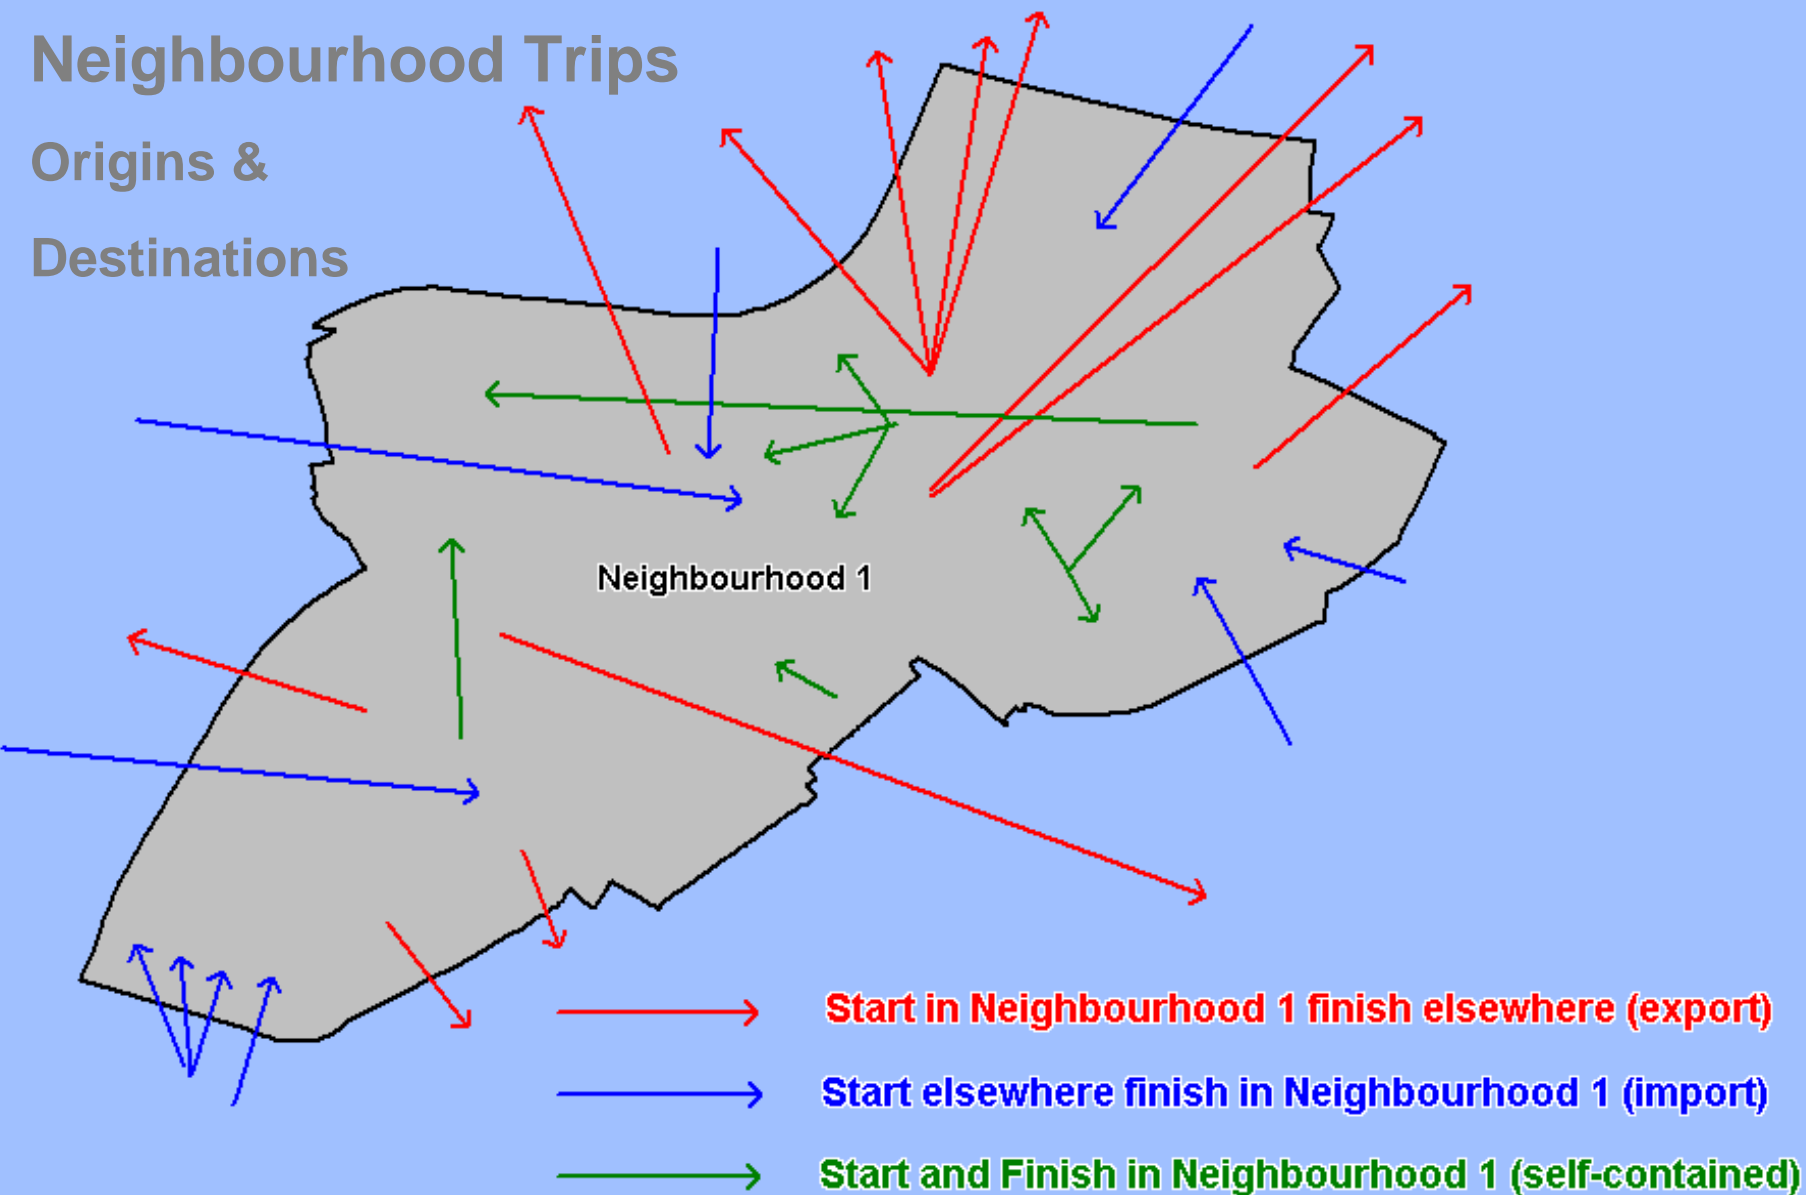 Neighbourhood Trips
Origins &
Destinations
Neighbourhood 1
Start in Neighbourhood 1 finish elsewhere (export)
Start elsewhere finish in Neighbourhood 1 (import)
Start and Finish in Neighbourhood 1 (self-contained)